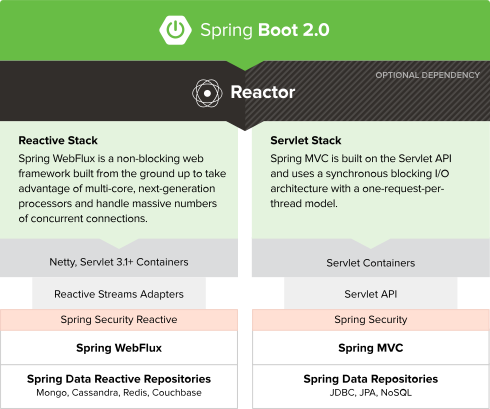 Spring Boot 2.0
OPTIONAL DEPENDENCY
Reactor
Reactive Stack
Spring WebFlux is a non-blocking web
framework built from the ground up to take
advantage of multi-core, next-generation
processors and handle massive numbers
of concurrent connections.
Servlet Stack
Spring MVC is built on the Servlet API
and uses a synchronous blocking I/O
architecture with a one-request-per-
thread model.
Netty, Servlet 3.1+ Containers
Servlet Containers
Reactive Streams Adapters
Servlet API
Spring Security Reactive
Spring Security
Spring WebFlux
Spring MVC
Spring Data Reactive Repositories
Mongo, Cassandra, Redis, Couchbase
Spring Data Repositories
JDBC, JPA, NoSQL